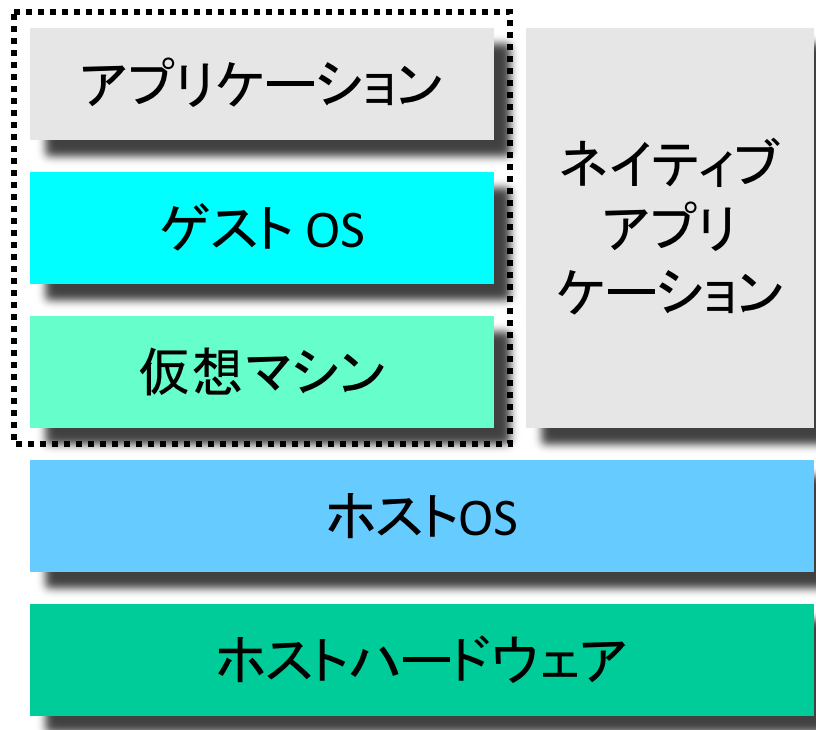 アプリケーション
ゲスト OS
仮想マシン
ネイティブ
アプリ
ケーション
ホストOS
ホストハードウェア